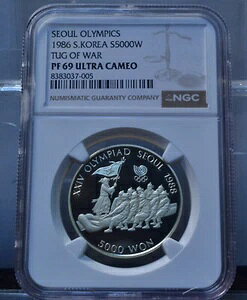 SEOUL OLYMPICS
1986 S.KOREA S5000W
TUG OF WAR
PF 69 ULTRA CAMEO
8383037-005
NUMISMATIC GUARANTY COMPANY
NGC
XXIV OLYMPIAD SEOUL 1988
5000 WON